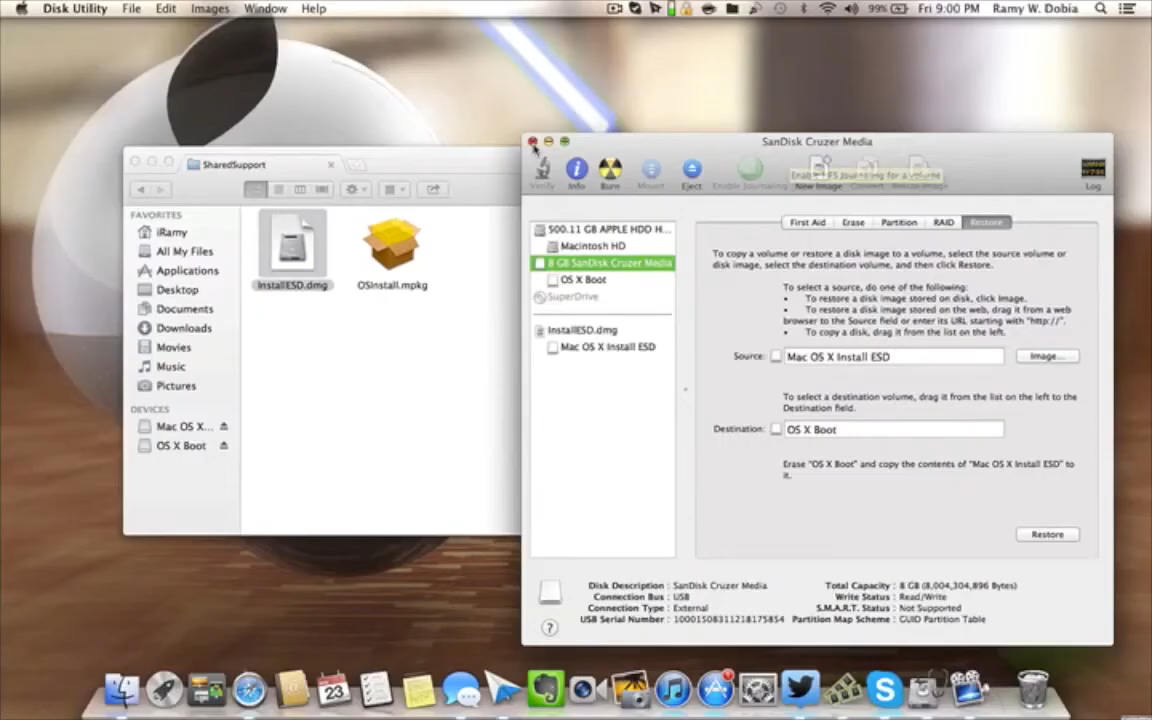 Disk Utility File Edit Images Window Help 99% Fri 9:00 PM Ramy W. Dobia
SharedSupport
FAVORITES
iRamy
All My Files
Applications
Desktop
Documents
Downloads
Movies
Music
Pictures
DEVICES
Mac OS X...
OS X Boot
InstallESD.dmg OSInstall.mpkg
SanDisk Cruzer Media
Verify Info Burn Mount Eject Enable Journaling New Image Convert Log
500.11 GB APPLE HDD H...
Macintosh HD
8 GB SanDisk Cruzer Media
OS X Boot
SuperDrive
InstallESD.dmg
Mac OS X Install ESD
First Aid Erase Partition RAID Restore
To copy a volume or restore a disk image to a volume, select the source volume or
disk image, select the destination volume, and then click Restore.
To select a source, do one of the following:
• To restore a disk image stored on disk, click Image.
• To restore a disk image stored on the web, drag it from a web
browser to the Source field or enter its URL starting with "http://".
• To copy a disk, drag it from the list on the left.
Source: Mac OS X Install ESD Image...
To select a destination volume, drag it from the list on the left to the
Destination field.
Destination: OS X Boot
Erase "OS X Boot" and copy the contents of "Mac OS X Install ESD" to
it.
Restore
Disk Description : SanDisk Cruzer Media Total Capacity : 8 GB (8,004,304,896 Bytes)
Connection Bus : USB Write Status : Read/Write
Connection Type : External S.M.A.R.T. Status : Not Supported
USB Serial Number : 10001508311218175854 Partition Map Scheme : GUID Partition Table
?
23